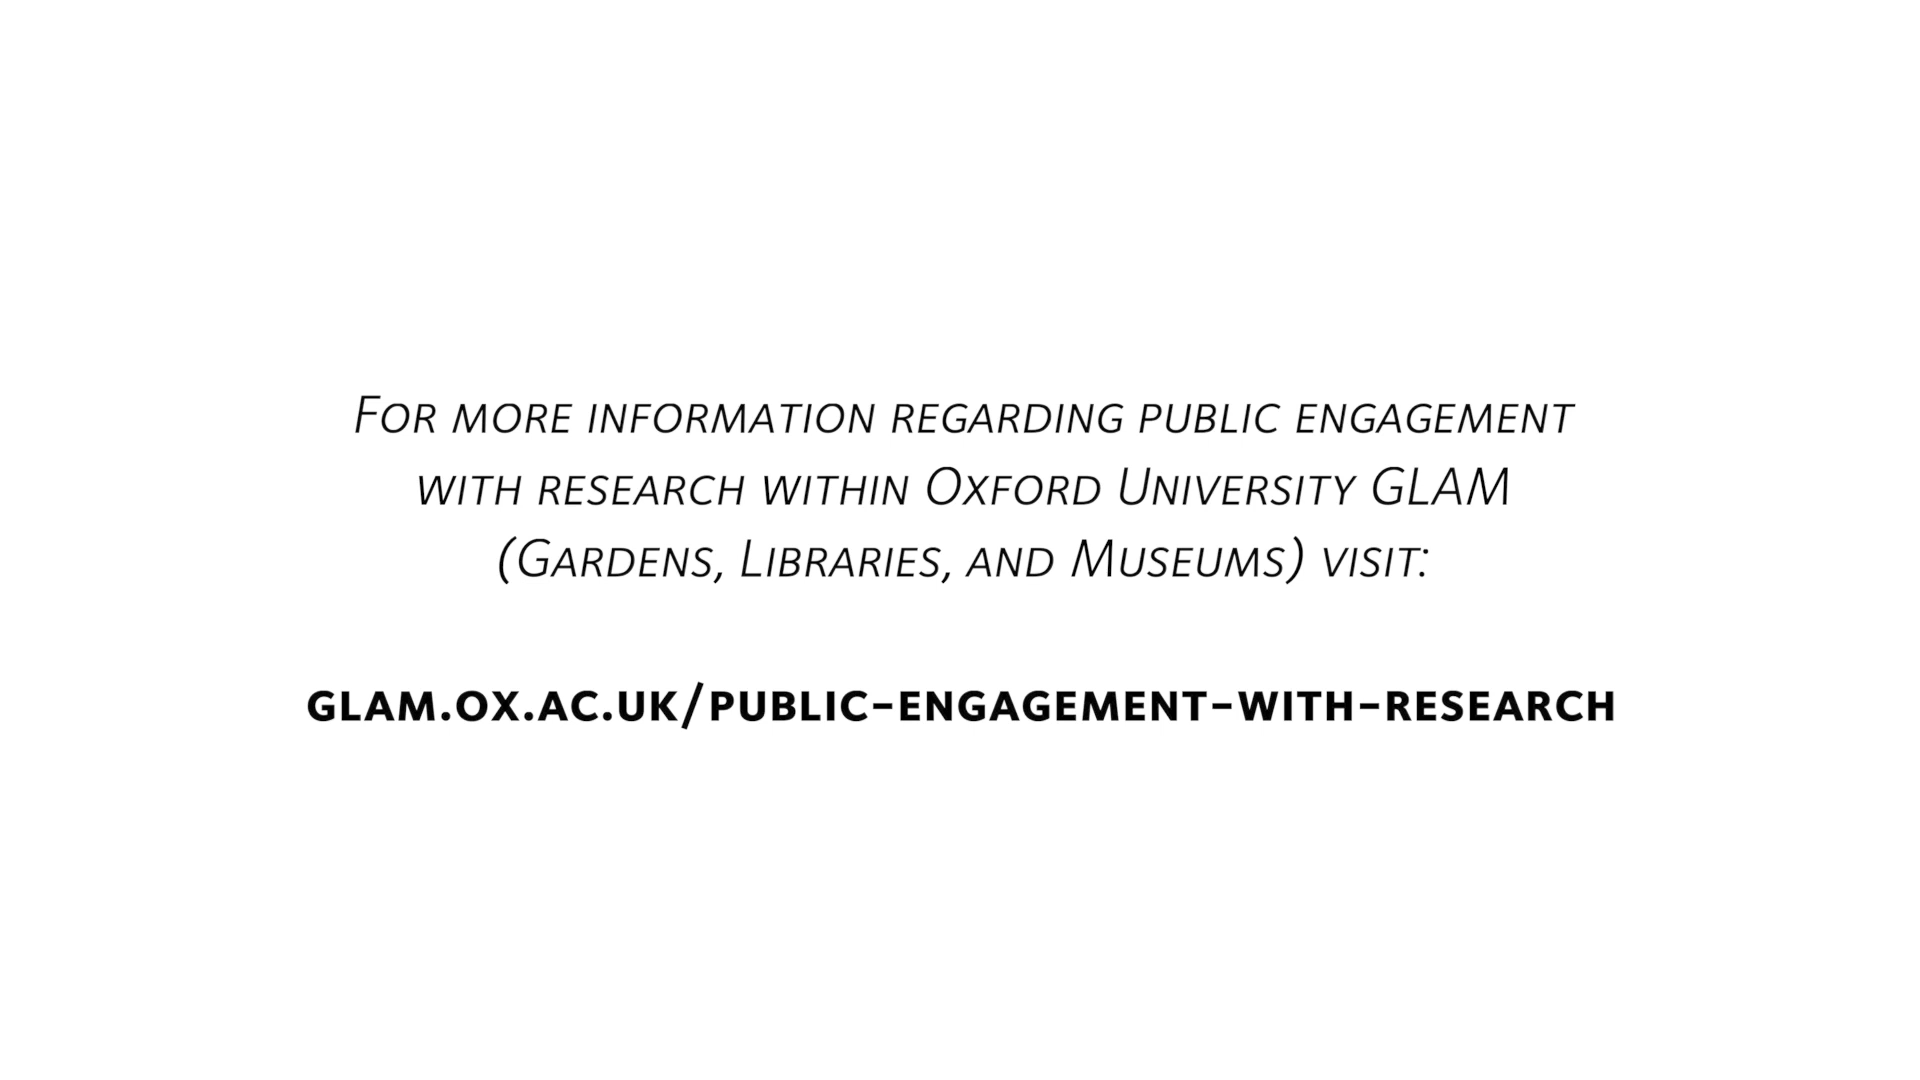 For more information regarding public engagement
with research within Oxford University GLAM
(Gardens, Libraries, and Museums) visit:
glam.ox.ac.uk/public-engagement-with-research